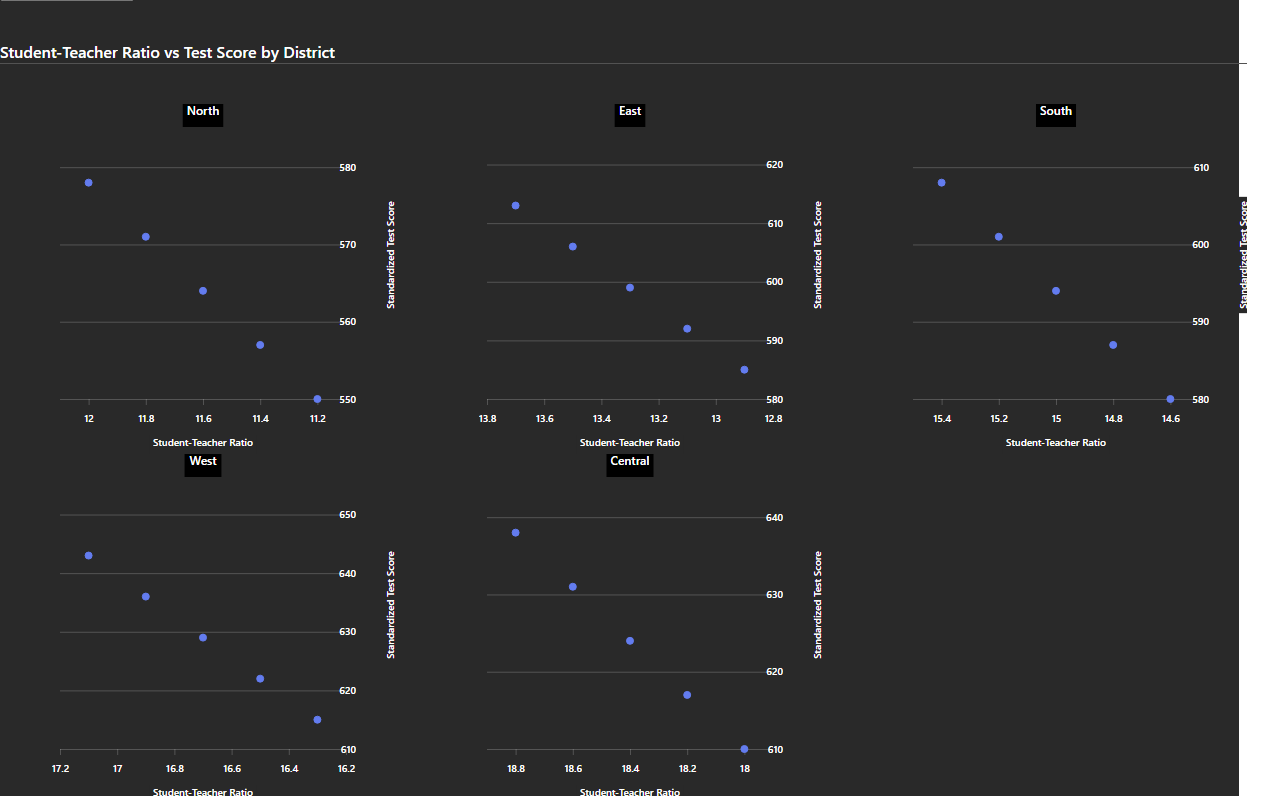 Student-Teacher Ratio vs Test Score by District
North
580
570
560
550
12 11.8 11.6 11.4 11.2
Student-Teacher Ratio
Standardized Test Score
East
620
610
600
590
580
13.8 13.6 13.4 13.2 13 12.8
Student-Teacher Ratio
Standardized Test Score
South
610
600
590
580
15.4 15.2 15 14.8 14.6
Student-Teacher Ratio
Standardized Test Score
West
650
640
630
620
610
17.2 17 16.8 16.6 16.4 16.2
Student-Teacher Ratio
Standardized Test Score
Central
640
630
620
610
18.8 18.6 18.4 18.2 18
Student-Teacher Ratio
Standardized Test Score